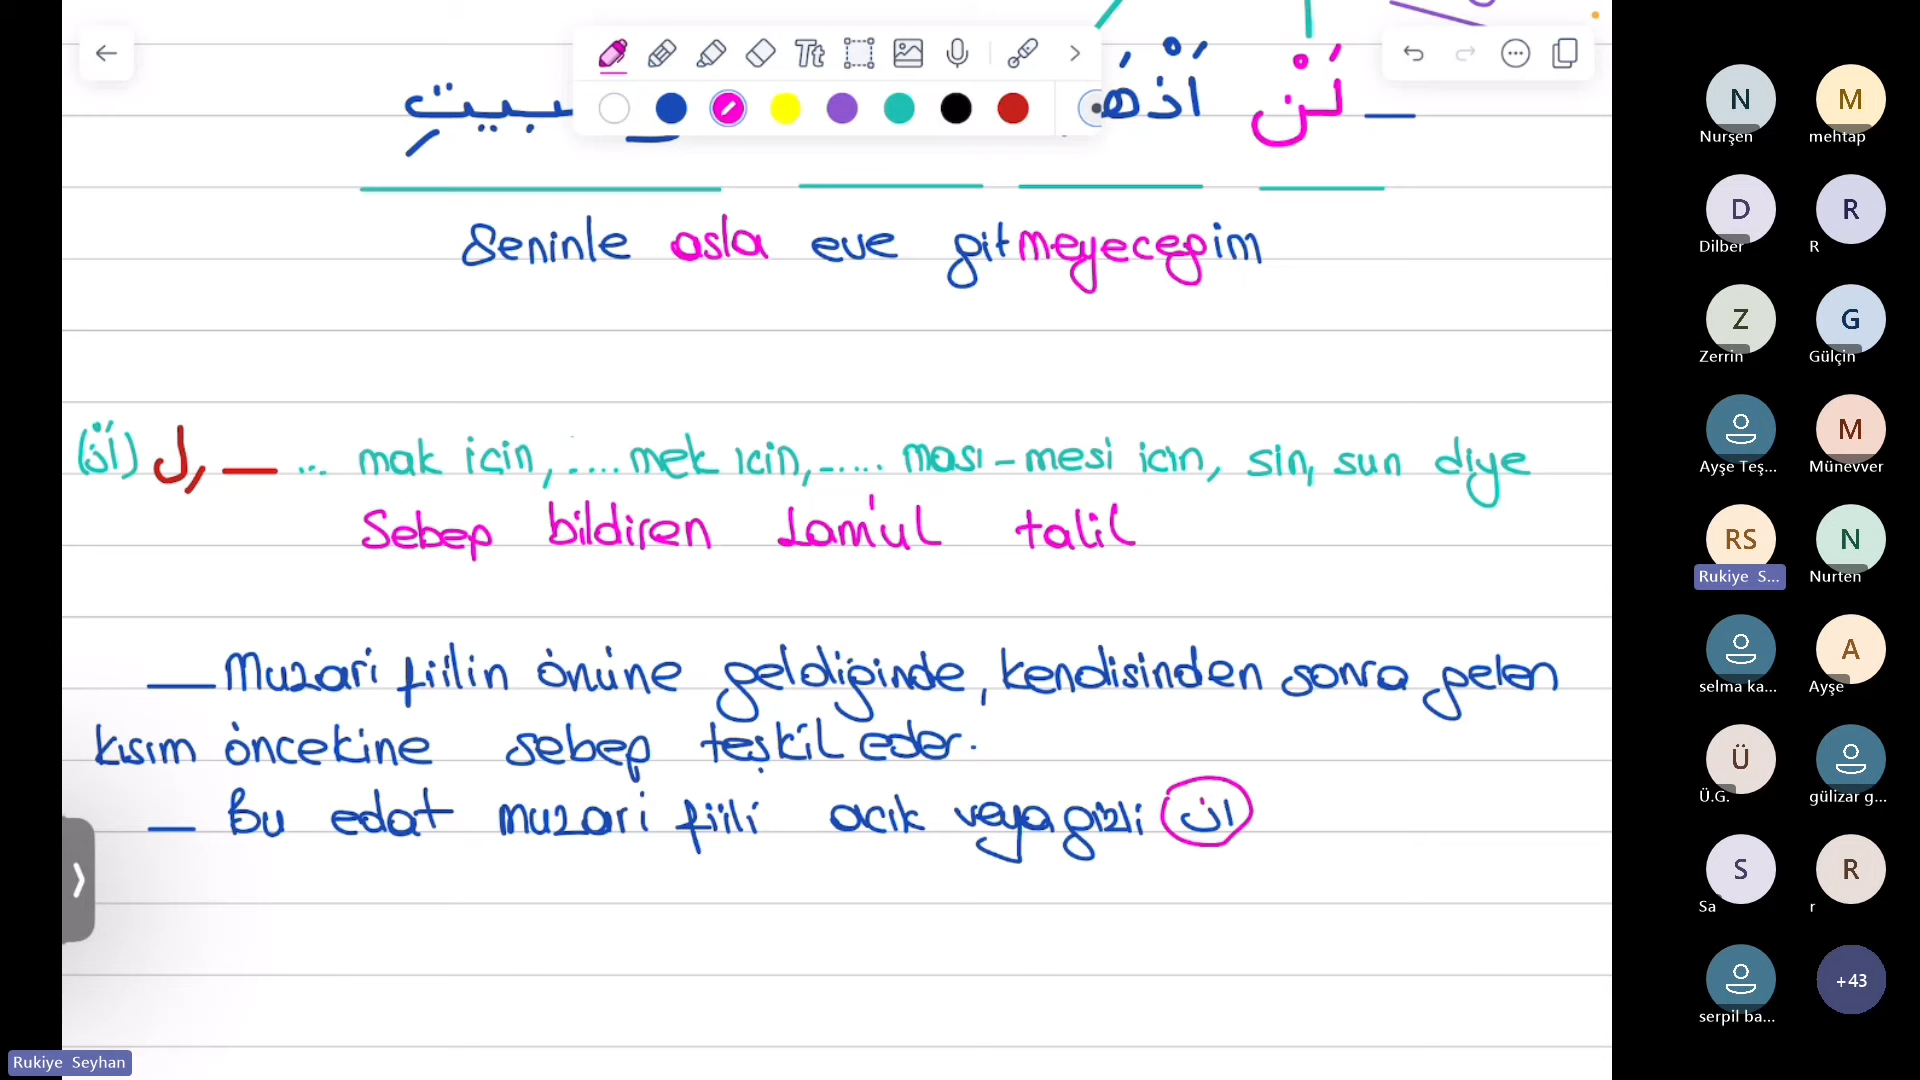 لَنْ
Seninle asla eve gitmeyeceğim
(أَنْ) لِ ... mak için, ....mek için, ..... ması-mesi için, sin, sun diye
Sebep bildiren Lam'ul talil
Muzari fiilin önüne geldiğinde, kendisinden sonra gelen
kısım öncekine sebep teşkil eder.
_ Bu edat muzari fiili açık veya gizli ان
Tt
N
Nurşen
M
mehtap
D
Dilber
R
R
Z
Zerrin
G
Gülçin
Ayşe Teş...
M
Münevver
RS
Rukiye S...
N
Nurten
selma ka...
A
Ayşe
Ü
Ü.G.
gülizar g...
S
Sa
R
r
serpil ba...
+43
Rukiye Seyhan